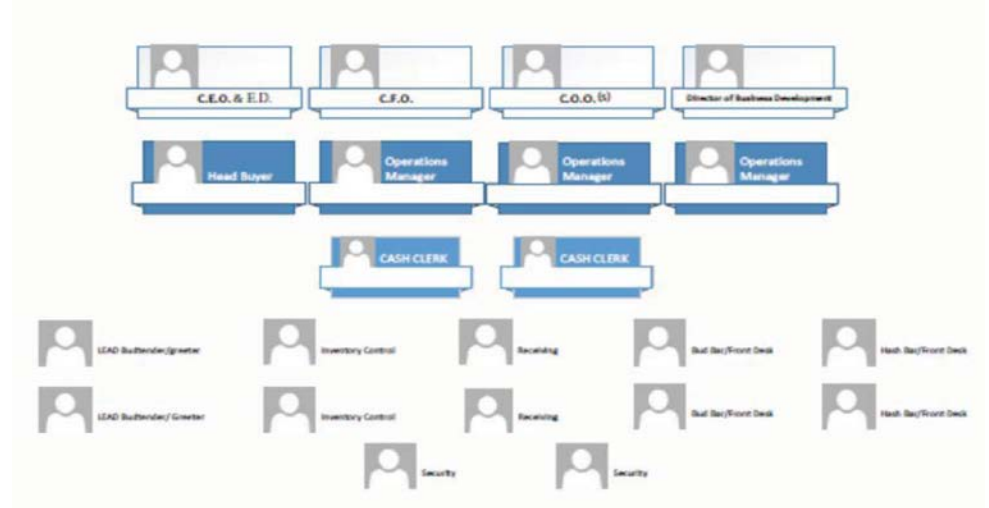 C.E.O. & E.D.
C.F.O.
C.O.O. (s)
Director of Business Development
Head Buyer
Operations
Manager
Operations
Manager
Operations
Manager
CASH CLERK
CASH CLERK
LEAD Budtender/greeter
Inventory Control
Receiving
Bud Bar/Front Desk
Hash Bar/Front Desk
LEAD Budtender/ Greeter
Inventory Control
Receiving
Bud Bar/Front Desk
Hash Bar/Front Desk
Security
Security